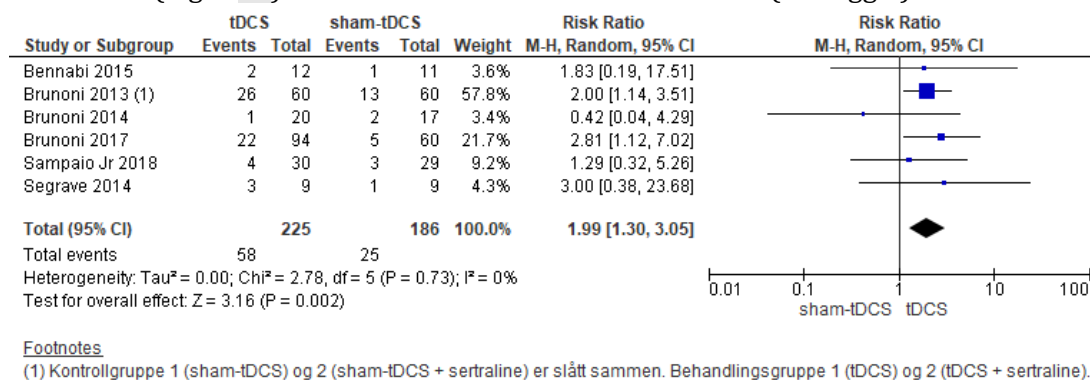 tDCS sham-tDCS Risk Ratio Risk Ratio
Study or Subgroup Events Total Events Total Weight M-H, Random, 95% CI M-H, Random, 95% CI
Bennabi 2015 2 12 1 11 3.6% 1.83 [0.19, 17.51]
Brunoni 2013 (1) 26 60 13 60 57.8% 2.00 [1.14, 3.51]
Brunoni 2014 1 20 2 17 3.4% 0.42 [0.04, 4.29]
Brunoni 2017 22 94 5 60 21.7% 2.81 [1.12, 7.02]
Sampaio Jr 2018 4 30 3 29 9.2% 1.29 [0.32, 5.26]
Segrave 2014 3 9 1 9 4.3% 3.00 [0.38, 23.68]
Total (95% CI) 225 186 100.0% 1.99 [1.30, 3.05]
Total events 58 25
Heterogeneity: Tau² = 0.00; Chi² = 2.78, df = 5 (P = 0.73); I² = 0%
Test for overall effect: Z = 3.16 (P = 0.002)
0.01 0.1 1 10 100
sham-tDCS tDCS
Footnotes
(1) Kontrollgruppe 1 (sham-tDCS) og 2 (sham-tDCS + sertraline) er slått sammen. Behandlingsgruppe 1 (tDCS) og 2 (tDCS + sertraline).